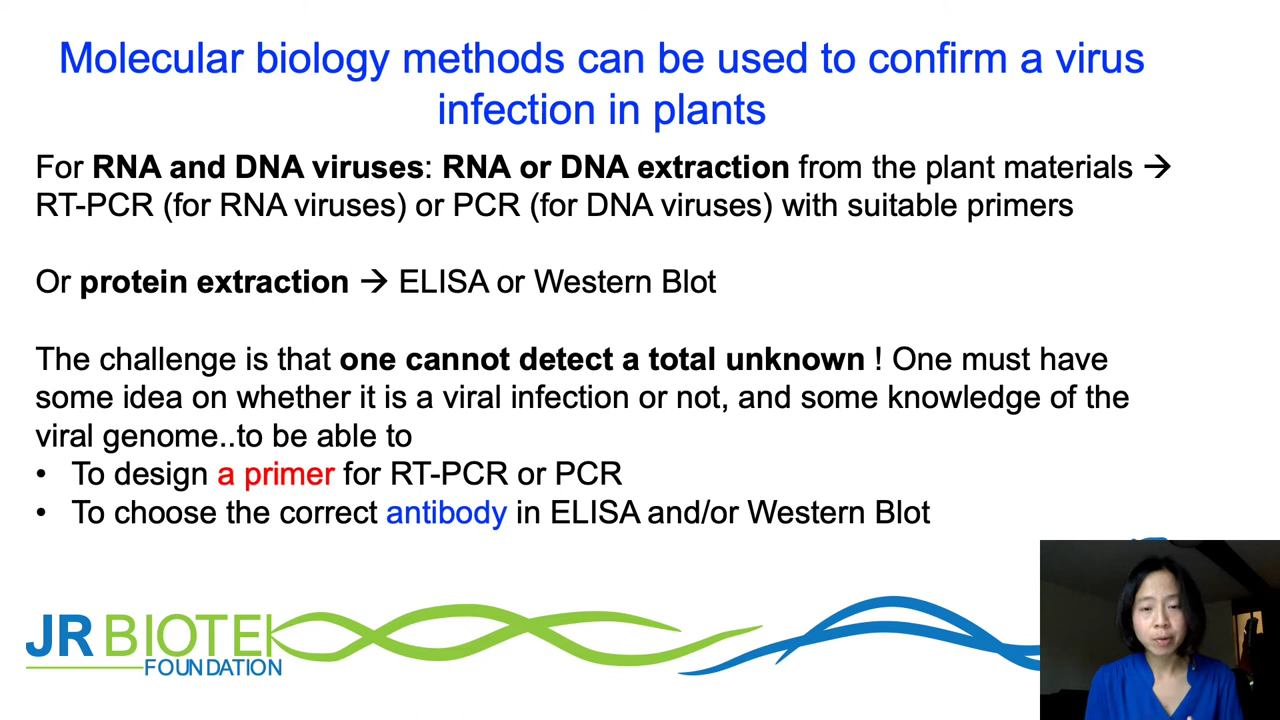 Molecular biology methods can be used to confirm a virus
infection in plants
For RNA and DNA viruses: RNA or DNA extraction from the plant materials →
RT-PCR (for RNA viruses) or PCR (for DNA viruses) with suitable primers
Or protein extraction → ELISA or Western Blot
The challenge is that one cannot detect a total unknown ! One must have
some idea on whether it is a viral infection or not, and some knowledge of the
viral genome..to be able to
• To design a primer for RT-PCR or PCR
• To choose the correct antibody in ELISA and/or Western Blot
JR BIOTEK
FOUNDATION